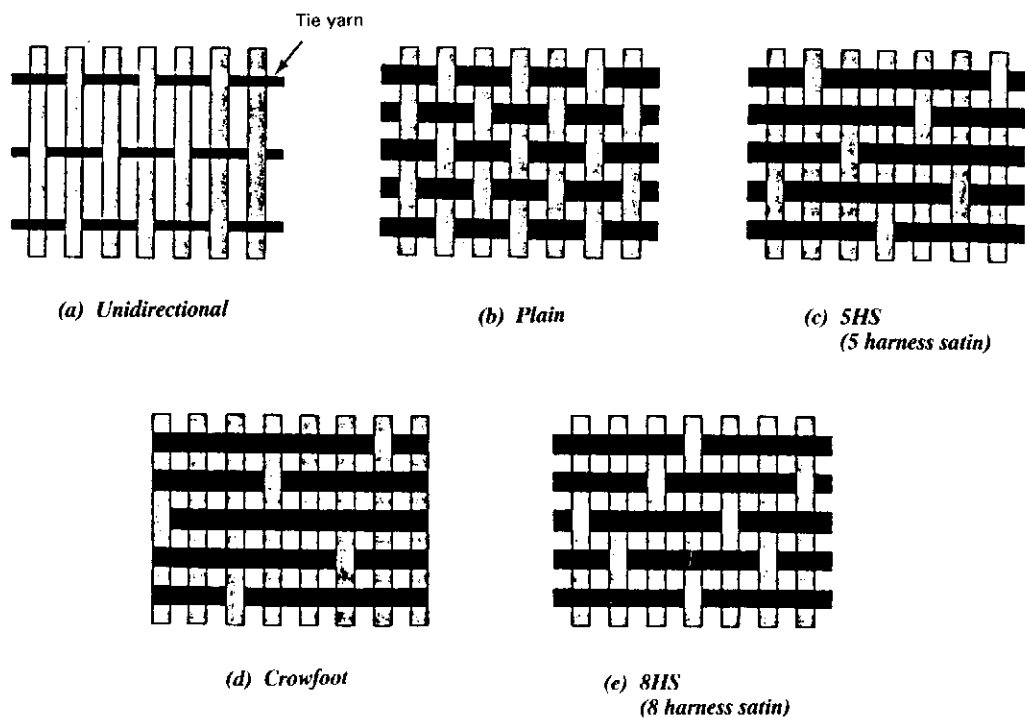 Tie yarn
(a) Unidirectional
(b) Plain
(c) 5HS
(5 harness satin)
(d) Crowfoot
(e) 8HS
(8 harness satin)